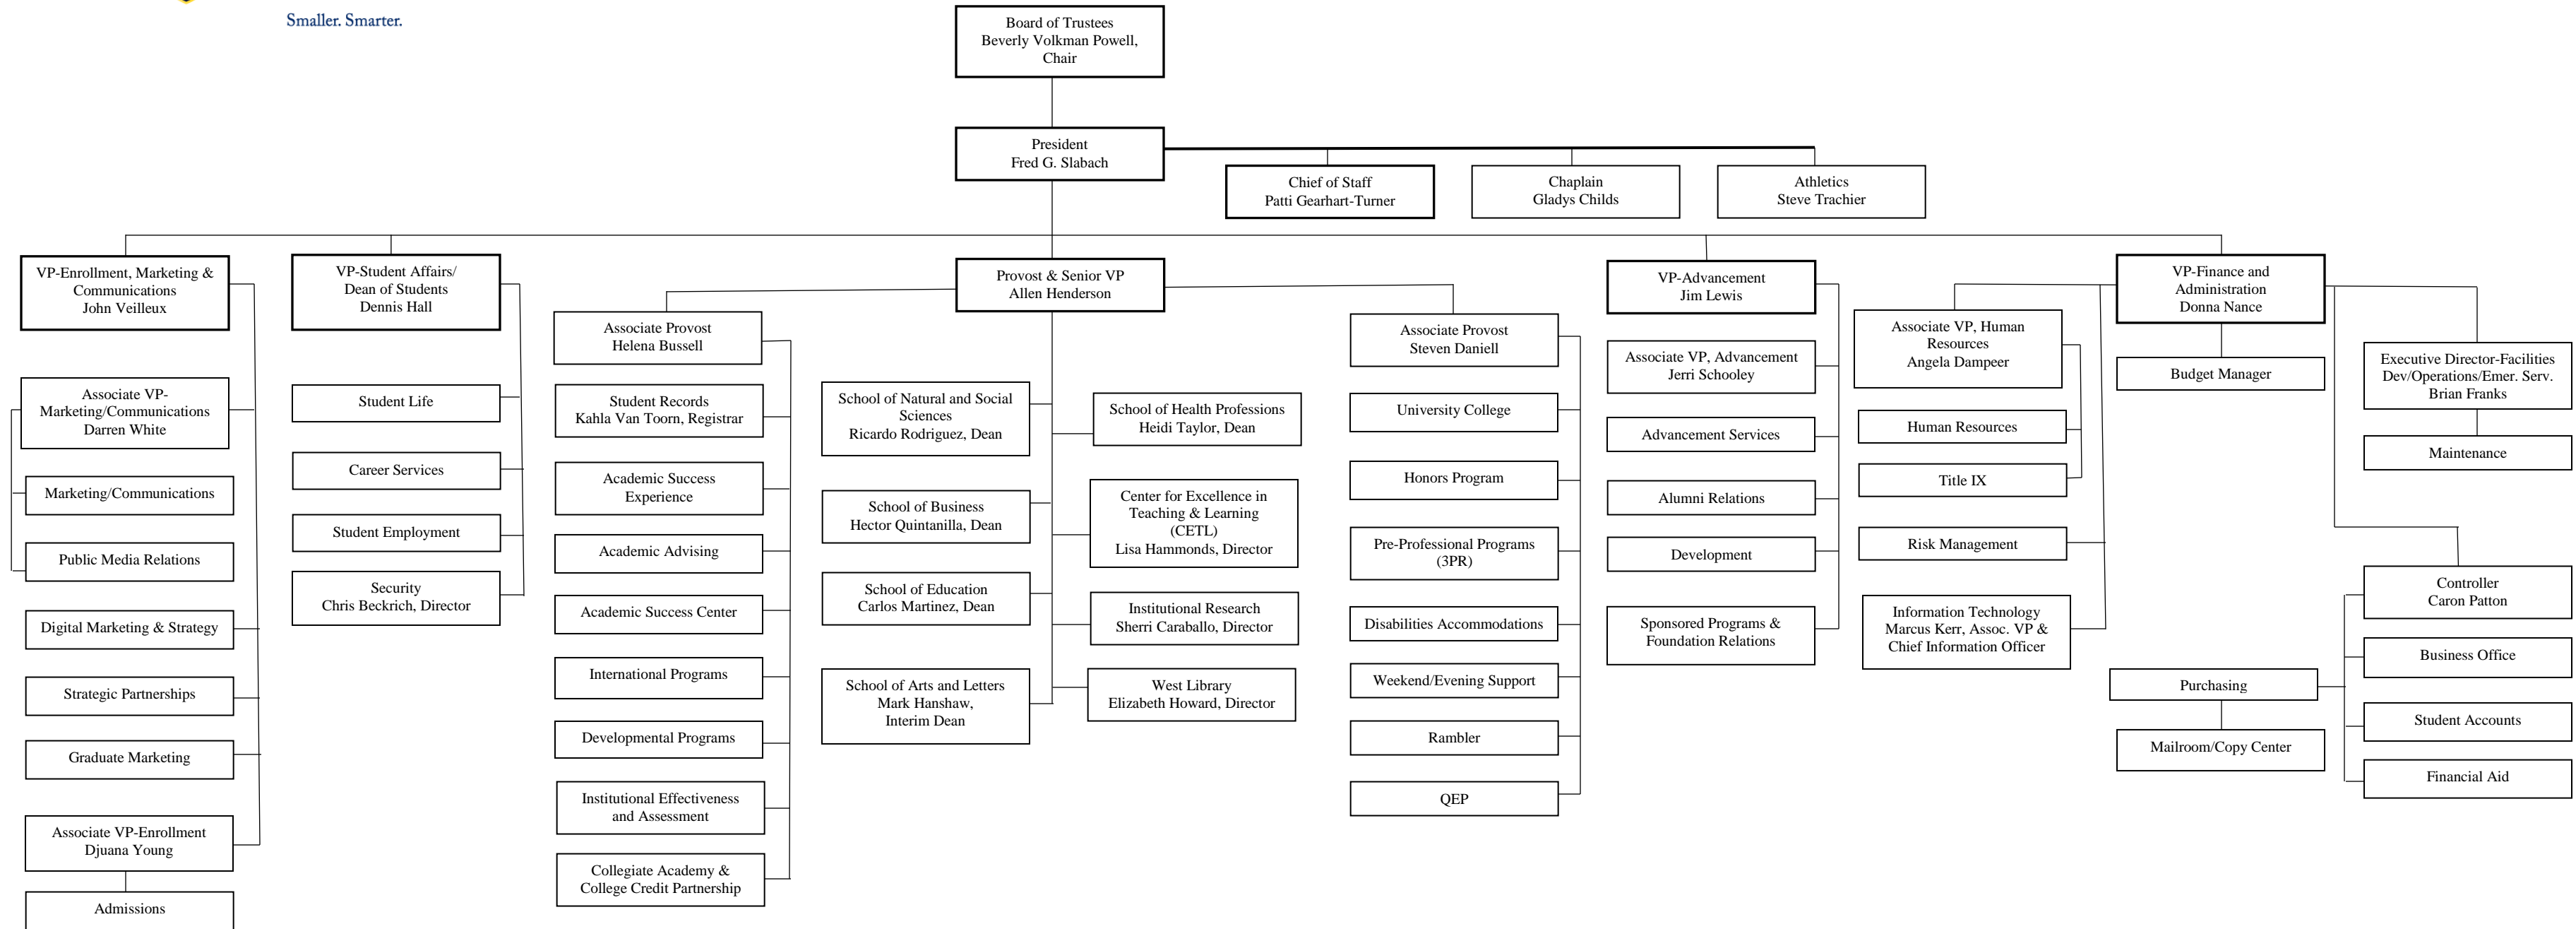 Smaller. Smarter.
Board of Trustees
Beverly Volkman Powell,
Chair
President
Fred G. Slabach
Chief of Staff
Patti Gearhart-Turner
Chaplain
Gladys Childs
Athletics
Steve Trachier
VP-Enrollment, Marketing &
Communications
John Veilleux
Associate VP-
Marketing/Communications
Darren White
Marketing/Communications
Public Media Relations
Digital Marketing & Strategy
Strategic Partnerships
Graduate Marketing
Associate VP-Enrollment
Djuana Young
Admissions
VP-Student Affairs/
Dean of Students
Dennis Hall
Student Life
Career Services
Student Employment
Security
Chris Beckrich, Director
Provost & Senior VP
Allen Henderson
Associate Provost
Helena Bussell
Student Records
Kahla Van Toorn, Registrar
Academic Success
Experience
Academic Advising
Academic Success Center
International Programs
Developmental Programs
Institutional Effectiveness
and Assessment
Collegiate Academy &
College Credit Partnership
School of Natural and Social
Sciences
Ricardo Rodriguez, Dean
School of Business
Hector Quintanilla, Dean
School of Education
Carlos Martinez, Dean
School of Arts and Letters
Mark Hanshaw,
Interim Dean
School of Health Professions
Heidi Taylor, Dean
Center for Excellence in
Teaching & Learning
(CETL)
Lisa Hammonds, Director
Institutional Research
Sherri Caraballo, Director
West Library
Elizabeth Howard, Director
Associate Provost
Steven Daniell
University College
Honors Program
Pre-Professional Programs
(3PR)
Disabilities Accommodations
Weekend/Evening Support
Rambler
QEP
VP-Advancement
Jim Lewis
Associate VP, Advancement
Jerri Schooley
Advancement Services
Alumni Relations
Development
Sponsored Programs &
Foundation Relations
VP-Finance and
Administration
Donna Nance
Associate VP, Human
Resources
Angela Dampeer
Human Resources
Title IX
Risk Management
Information Technology
Marcus Kerr, Assoc. VP &
Chief Information Officer
Budget Manager
Executive Director-Facilities
Dev/Operations/Emer. Serv.
Brian Franks
Maintenance
Controller
Caron Patton
Business Office
Purchasing
Student Accounts
Mailroom/Copy Center
Financial Aid